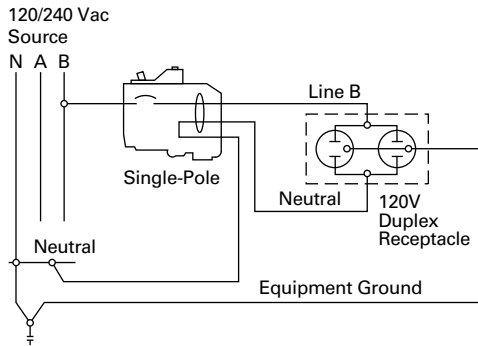 120/240 Vac
Source
N A B
Line B
Single-Pole
Neutral
120V
Duplex
Receptacle
Neutral
Equipment Ground